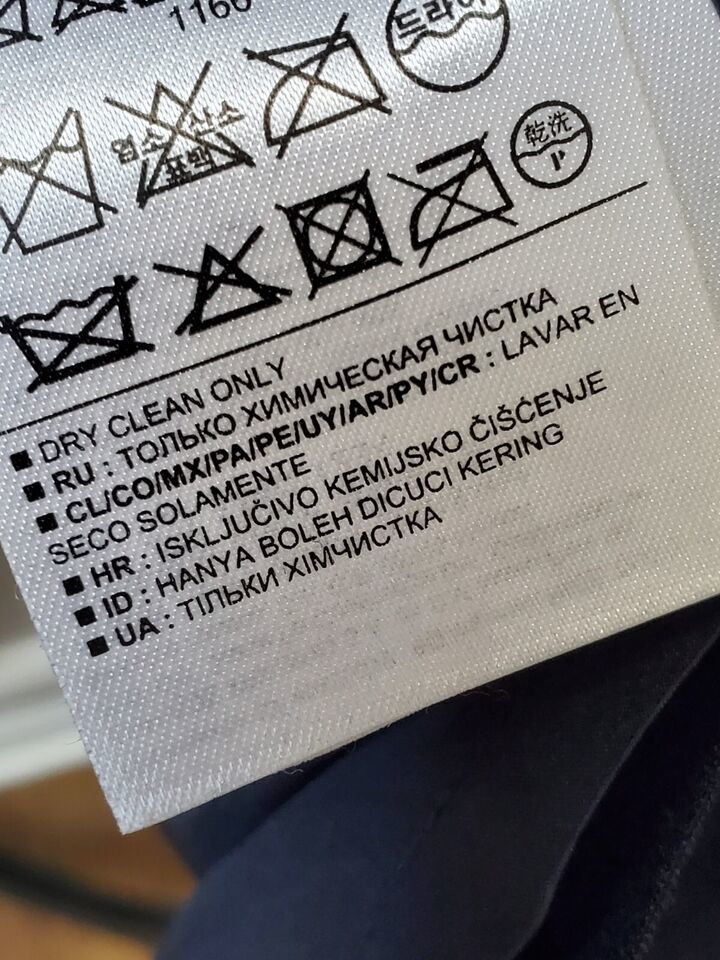 1166
드라이
염소 산소
표백
乾洗
P
■ DRY CLEAN ONLY
■ RU : ТОЛЬКО ХИМИЧЕСКАЯ ЧИСТКА
■ CL/CO/MX/PA/PE/UY/AR/PY/CR : LAVAR EN
SECO SOLAMENTE
■ HR : ISKLJUČIVO KEMIJSKO ČIŠĆENJE
■ ID : HANYA BOLEH DICUCI KERING
■ UA : ТІЛЬКИ ХІМЧИСТКА